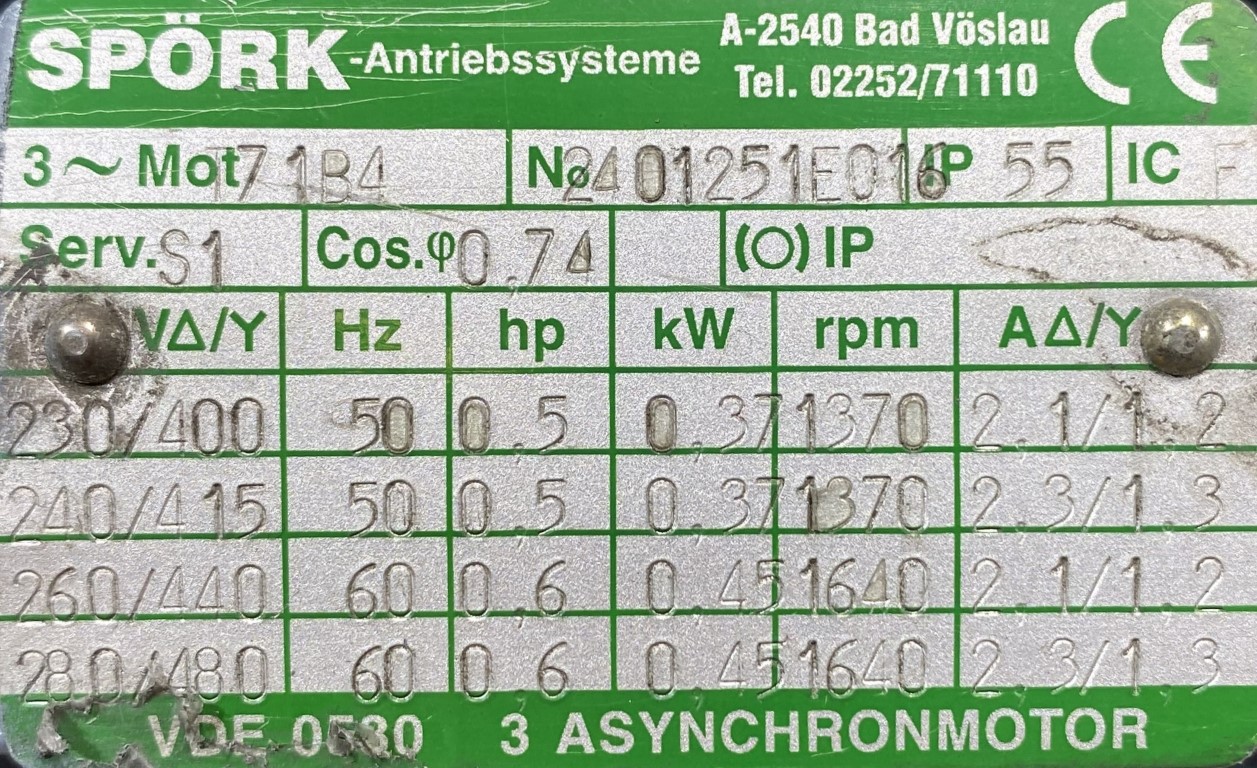 SPÖRK-Antriebssysteme A-2540 Bad Vöslau
Tel. 02252/71110 CE
3~Mot T71B4 No 2401251E016 IP 55 IC F
Serv. S1 Cos.φ 0.74 (O) IP
VΔ/Y Hz hp kW rpm A Δ/Y
230/400 50 0.5 0.37 1370 2.1/1.2
240/415 50 0.5 0.37 1370 2.3/1.3
260/440 60 0.6 0.45 1640 2.1/1.2
280/480 60 0.6 0.45 1640 2.3/1.3
VDE 0530 3 ASYNCHRONMOTOR